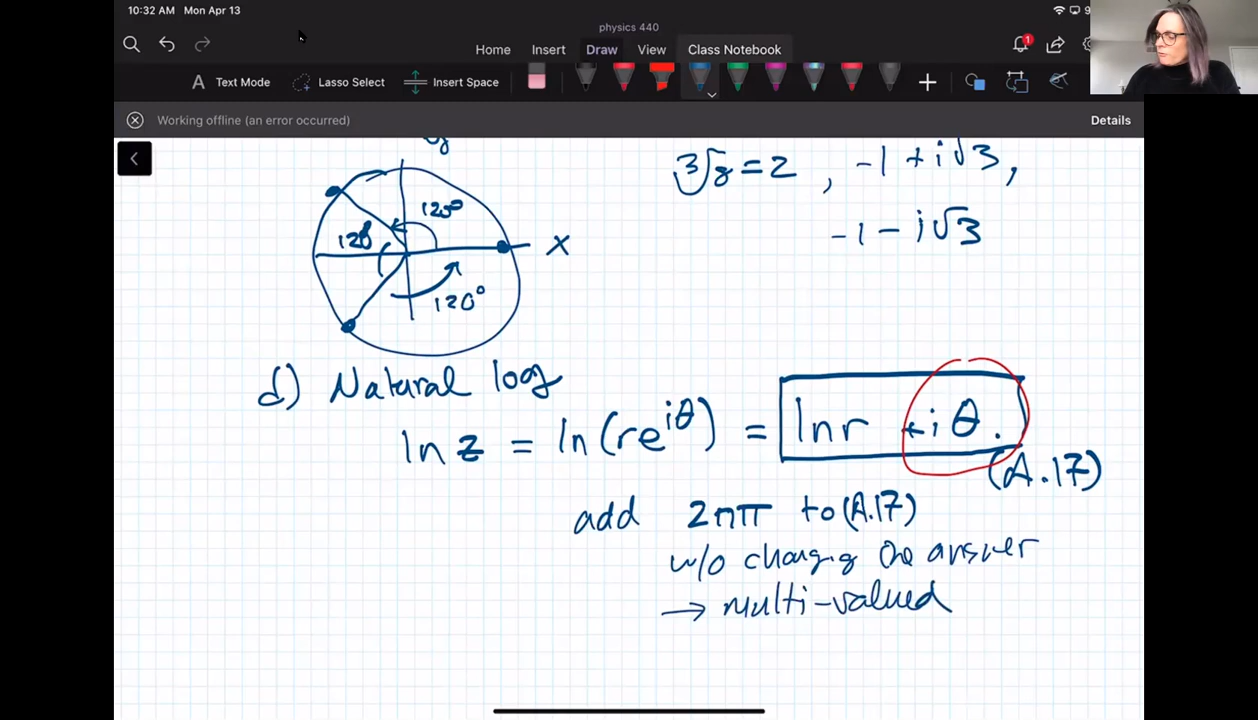 10:32 AM Mon Apr 13
physics 440
Home Insert Draw View Class Notebook
1
Text Mode Lasso Select Insert Space
Working offline (an error occurred) Details
120°
120°
120°
x
∛z = 2 , -1 + i√3,
-1 - i√3
d) Natural log
ln z = ln(re^{iθ}) = ln r + iθ.
(A.17)
add 2nπ to (A.17)
w/o changing the answer
→ multi-valued